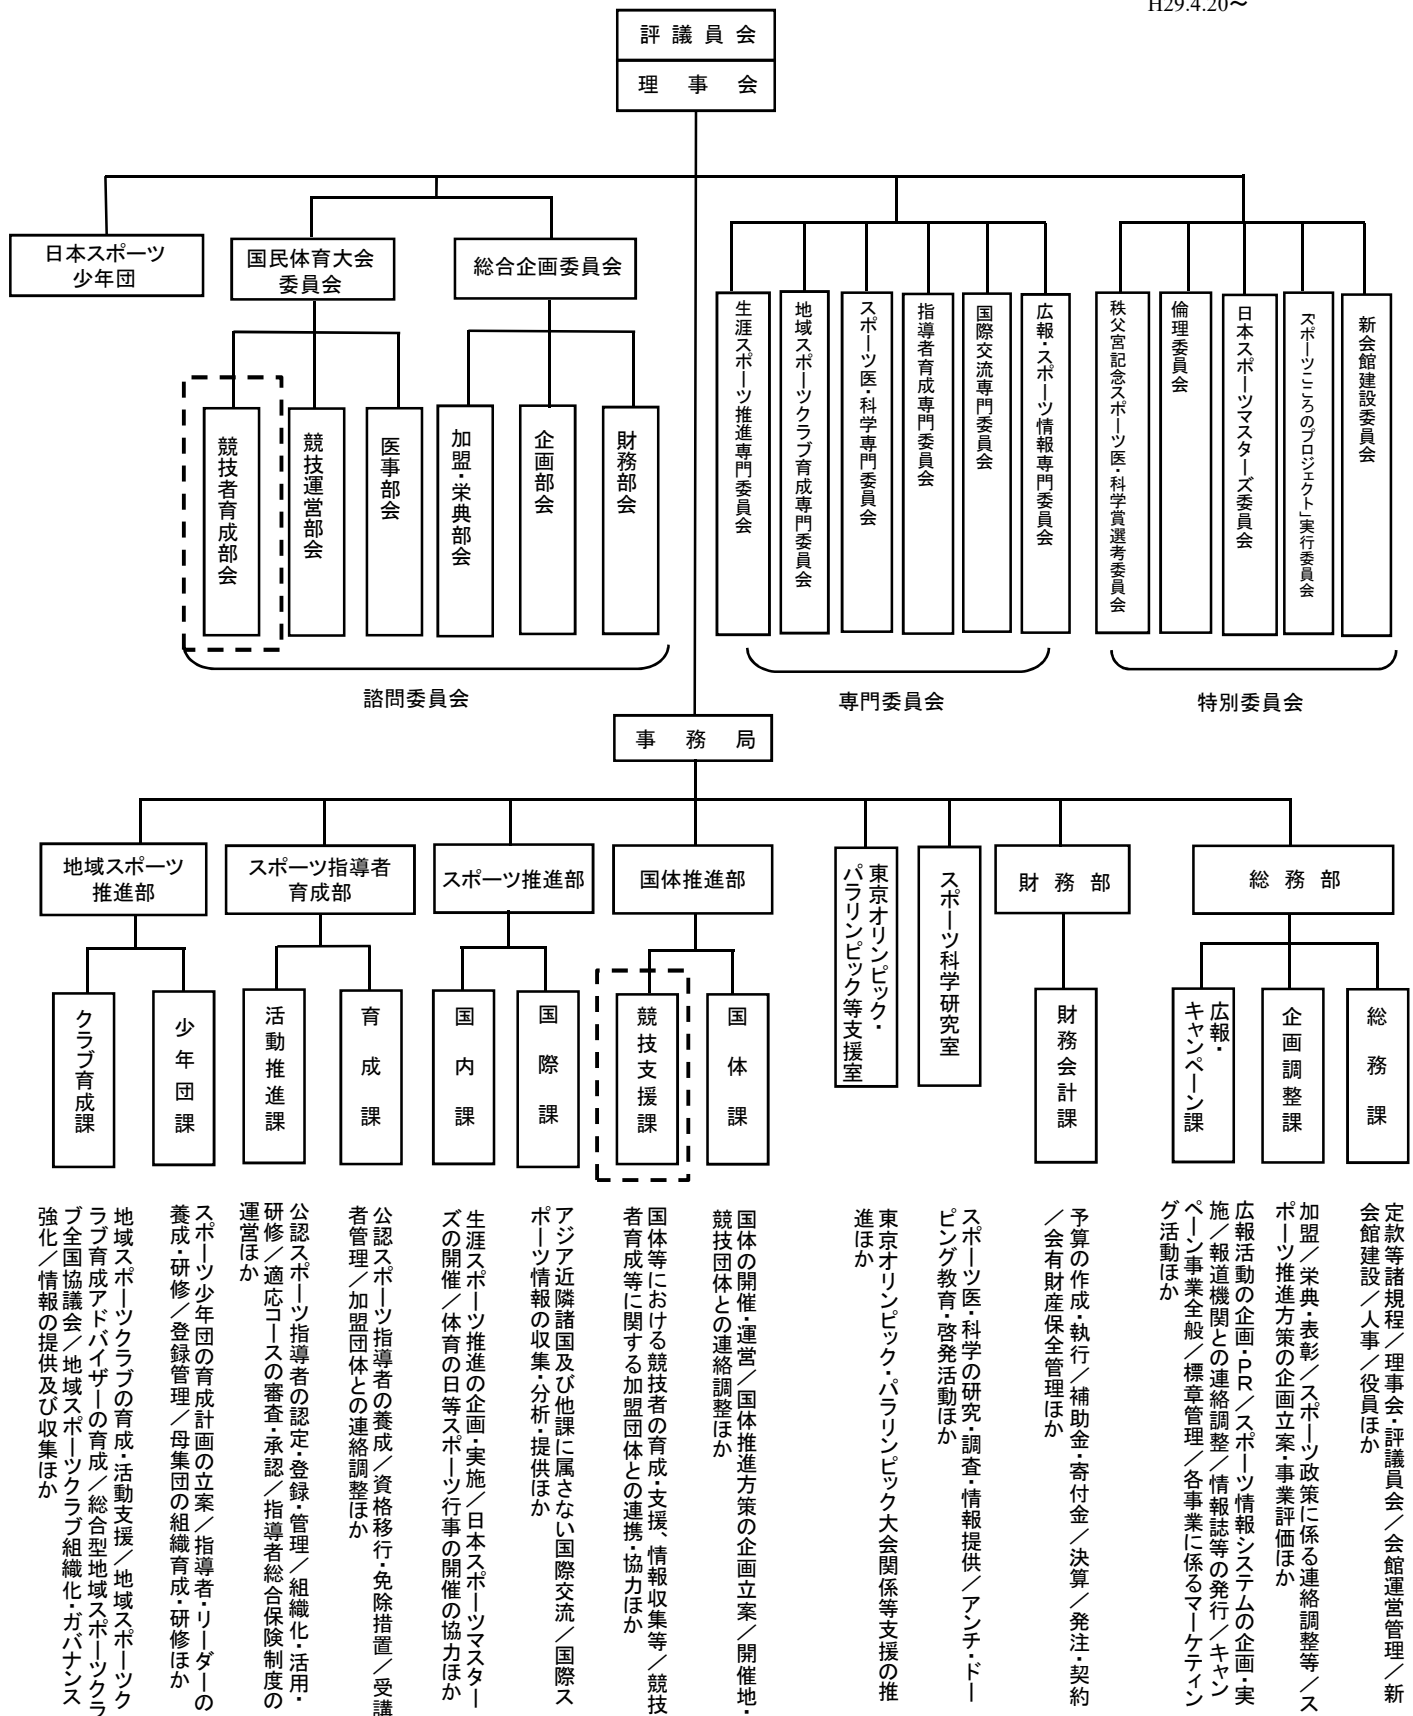 H29.4.20～
評議員会
理事会
日本スポーツ
少年団
国民体育大会
委員会
総合企画委員会
競技者育成部会
競技運営部会
医事部会
加盟・栄典部会
企画部会
財務部会
諮問委員会
生涯スポーツ推進専門委員会
地域スポーツクラブ育成専門委員会
スポーツ医・科学専門委員会
指導者育成専門委員会
国際交流専門委員会
広報・スポーツ情報専門委員会
専門委員会
秩父宮記念スポーツ医・科学賞選考委員会
倫理委員会
日本スポーツマスターズ委員会
スポーツこころのプロジェクト」実行委員会
新会館建設委員会
特別委員会
事務局
地域スポーツ
推進部
スポーツ指導者
育成部
スポーツ推進部
国体推進部
東京オリンピック・
パラリンピック等支援室
スポーツ科学研究室
財務部
総務部
クラブ育成課
少年団課
活動推進課
育成課
国内課
国際課
競技支援課
国体課
財務会計課
広報・
キャンペーン課
企画調整課
総務課
地域スポーツクラブの育成・活動支援／地域スポーツク
ラブ育成アドバイザーの育成／総合型地域スポーツクラ
ブ全国協議会／地域スポーツクラブ組織化・ガバナンス
強化／情報の提供及び収集ほか
スポーツ少年団の育成計画の立案／指導者・リーダーの
養成・研修／登録管理／母集団の組織育成・研修ほか
公認スポーツ指導者の認定・登録・管理／組織化・活用・
研修／適応コースの審査・承認／指導者総合保険制度の
運営ほか
公認スポーツ指導者の養成／資格移行・免除措置／受講
者管理／加盟団体との連絡調整ほか
生涯スポーツ推進の企画・実施／日本スポーツマスター
ズの開催／体育の日等スポーツ行事の開催の協力ほか
アジア近隣諸国及び他課に属さない国際交流／国際ス
ポーツ情報の収集・分析・提供ほか
国体等における競技者の育成・支援、情報収集等／競技
者育成等に関する加盟団体との連携・協力ほか
国体の開催・運営／国体推進方策の企画立案／開催地・
競技団体との連絡調整ほか
東京オリンピック・パラリンピック大会関係等支援の推
進ほか
スポーツ医・科学の研究・調査・情報提供／アンチ・ドー
ピング教育・啓発活動ほか
予算の作成・執行／補助金・寄付金／決算／発注・契約
／会有財産保全管理ほか
広報活動の企画・PR／スポーツ情報システムの企画・実
施／報道機関との連絡調整／情報誌等の発行／キャン
ペーン事業全般／標章管理／各事業に係るマーケティン
グ活動ほか
加盟／栄典・表彰／スポーツ政策に係る連絡調整等／ス
ポーツ推進方策の企画立案・事業評価ほか
定款等諸規程／理事会・評議員会／会館運営管理／新
会館建設／人事／役員ほか